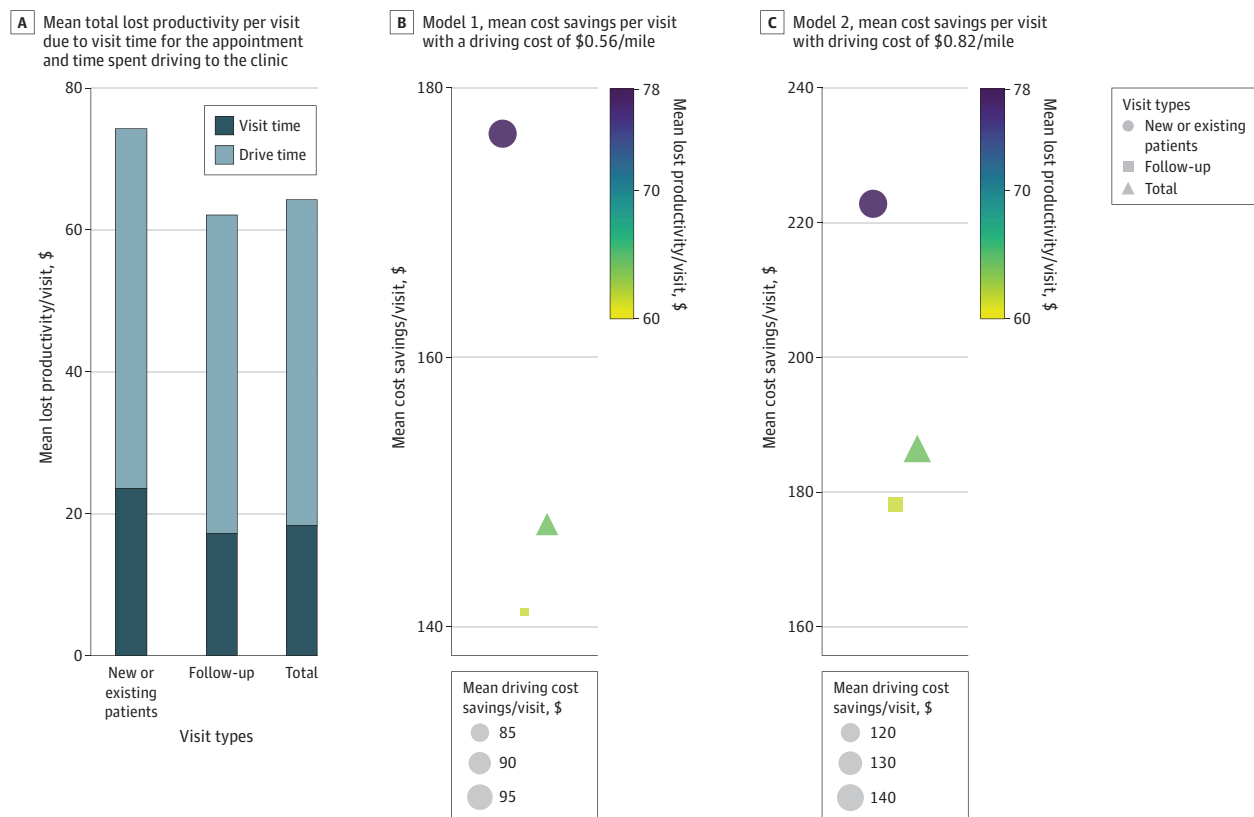 A
Mean total lost productivity per visit
due to visit time for the appointment
and time spent driving to the clinic
80
60
40
20
0
Mean lost productivity/visit, $
Visit time
Drive time
New or
existing
patients
Follow-up
Total
Visit types
B
Model 1, mean cost savings per visit
with a driving cost of $0.56/mile
180
160
140
Mean cost savings/visit, $
78
70
60
Mean lost productivity/visit, $
Mean driving cost
savings/visit, $
85
90
95
C
Model 2, mean cost savings per visit
with driving cost of $0.82/mile
240
220
200
180
160
Mean cost savings/visit, $
78
70
60
Mean lost productivity/visit, $
Mean driving cost
savings/visit, $
120
130
140
Visit types
New or existing
patients
Follow-up
Total